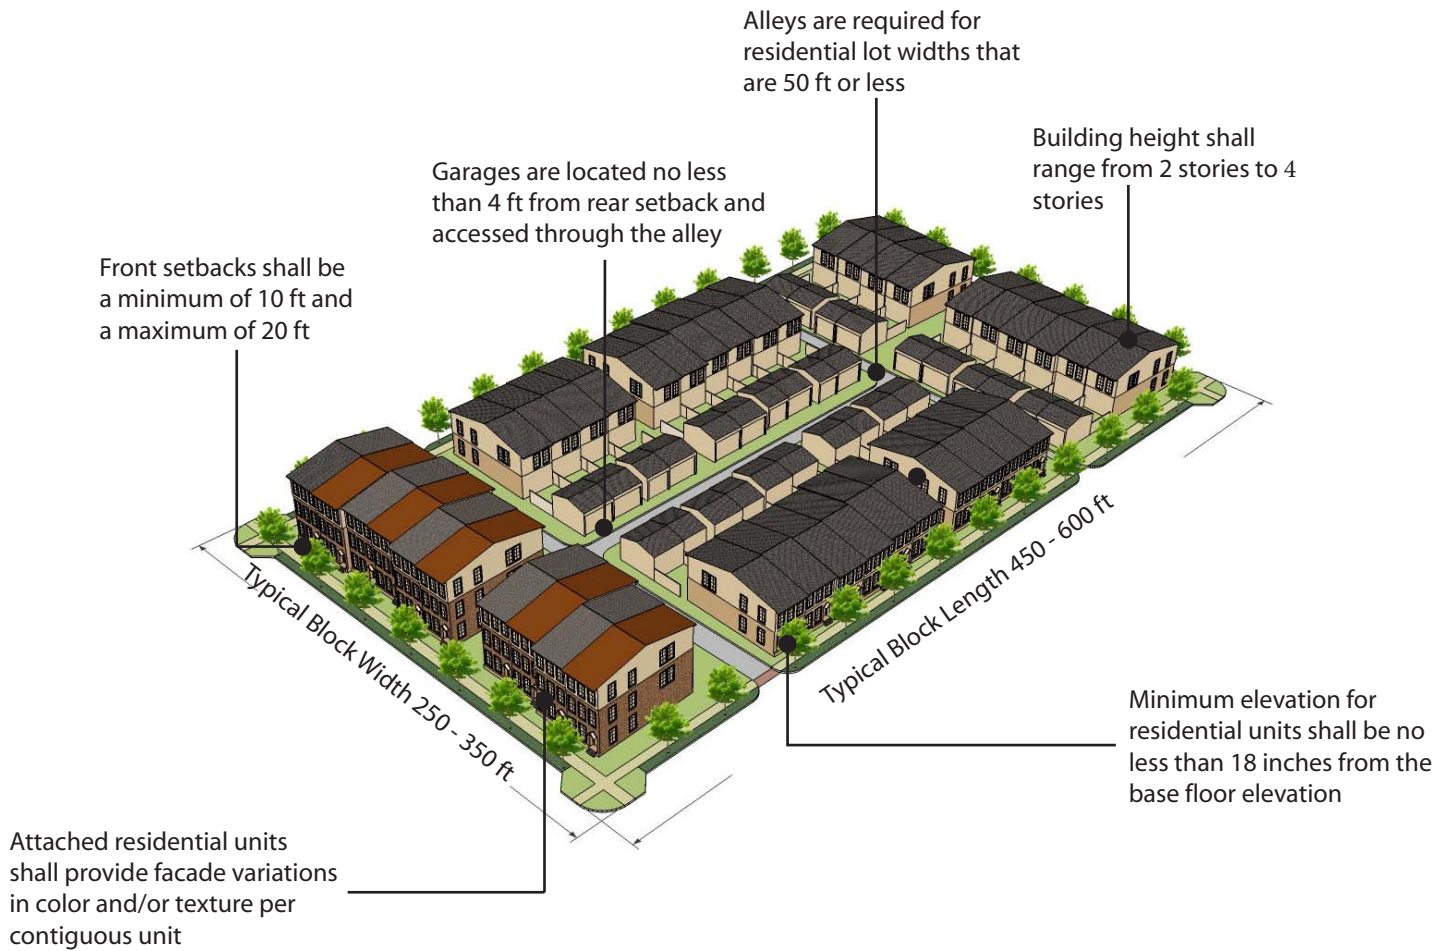 Alleys are required for
residential lot widths that
are 50 ft or less
Building height shall
range from 2 stories to 4
stories
Garages are located no less
than 4 ft from rear setback and
accessed through the alley
Front setbacks shall be
a minimum of 10 ft and
a maximum of 20 ft
Typical Block Width 250 - 350 ft
Typical Block Length 450 - 600 ft
Minimum elevation for
residential units shall be no
less than 18 inches from the
base floor elevation
Attached residential units
shall provide facade variations
in color and/or texture per
contiguous unit